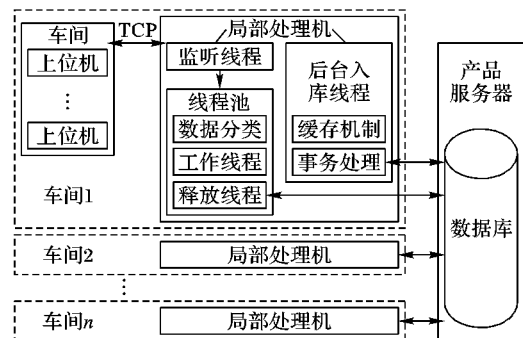 车间
上位机
⋮
上位机
车间1
TCP
局部处理机
监听线程
线程池
数据分类
工作线程
释放线程
后台入
库线程
缓存机制
事务处理
产品
服务器
数据库
车间2
局部处理机
⋮
车间n
局部处理机